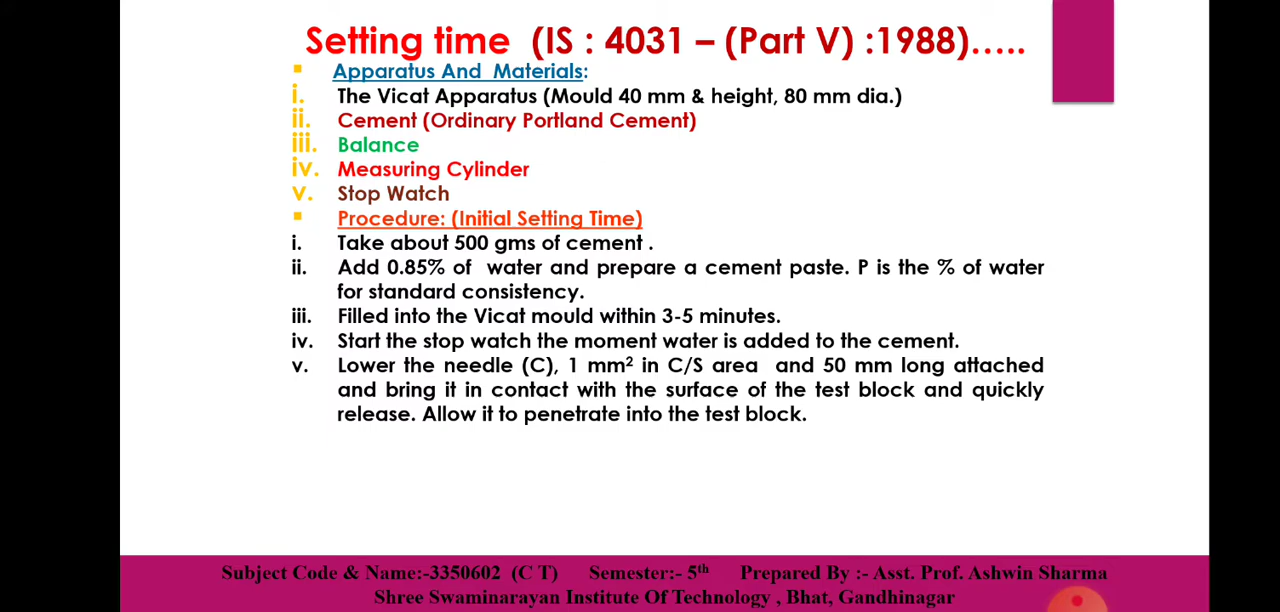 Setting time (IS : 4031 – (Part V) :1988)…..
▪ Apparatus And Materials:
i. The Vicat Apparatus (Mould 40 mm & height, 80 mm dia.)
ii. Cement (Ordinary Portland Cement)
iii. Balance
iv. Measuring Cylinder
v. Stop Watch
▪ Procedure: (Initial Setting Time)
i. Take about 500 gms of cement .
ii. Add 0.85% of water and prepare a cement paste. P is the % of water
for standard consistency.
iii. Filled into the Vicat mould within 3-5 minutes.
iv. Start the stop watch the moment water is added to the cement.
v. Lower the needle (C), 1 mm² in C/S area and 50 mm long attached
and bring it in contact with the surface of the test block and quickly
release. Allow it to penetrate into the test block.
Subject Code & Name:-3350602 (C T) Semester:- 5th Prepared By :- Asst. Prof. Ashwin Sharma
Shree Swaminarayan Institute Of Technology , Bhat, Gandhinagar